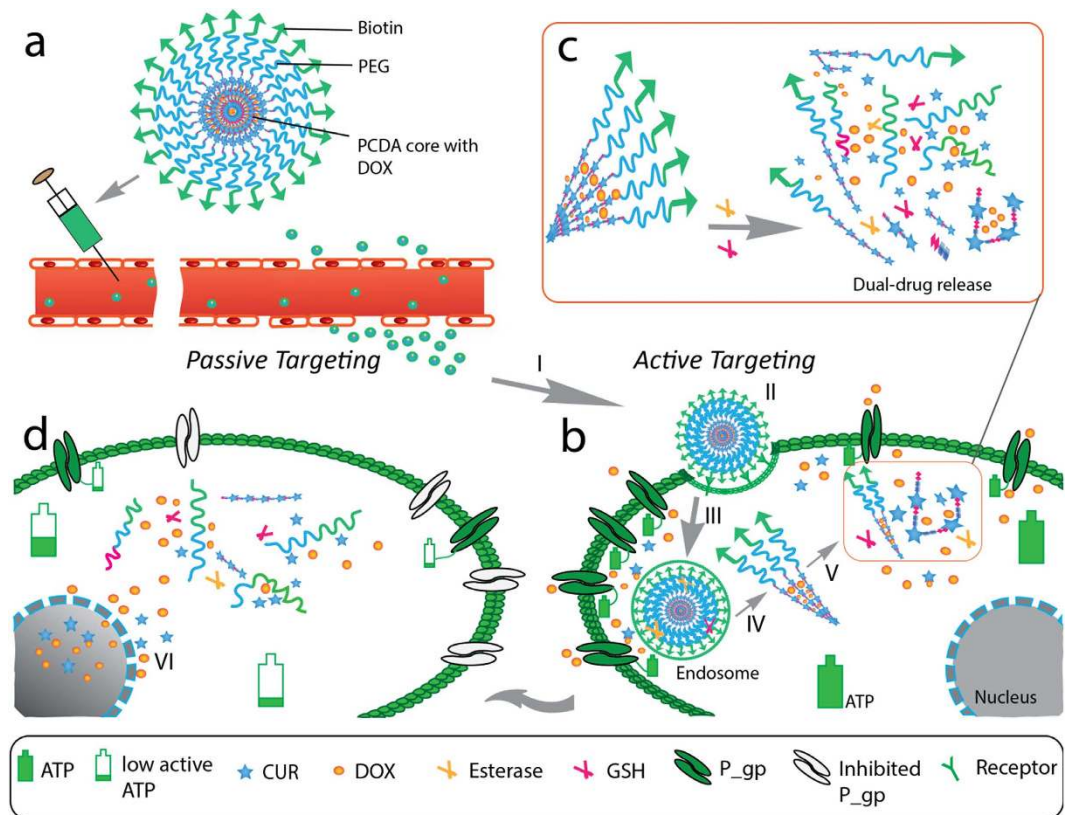 a
Biotin
PEG
PCDA core with
DOX
c
Dual-drug release
Passive Targeting
I
Active Targeting
II
d
b
III
V
IV
VI
Endosome
ATP
Nucleus
ATP
low active
ATP
CUR
DOX
Esterase
GSH
P_gp
Inhibited
P_gp
Receptor